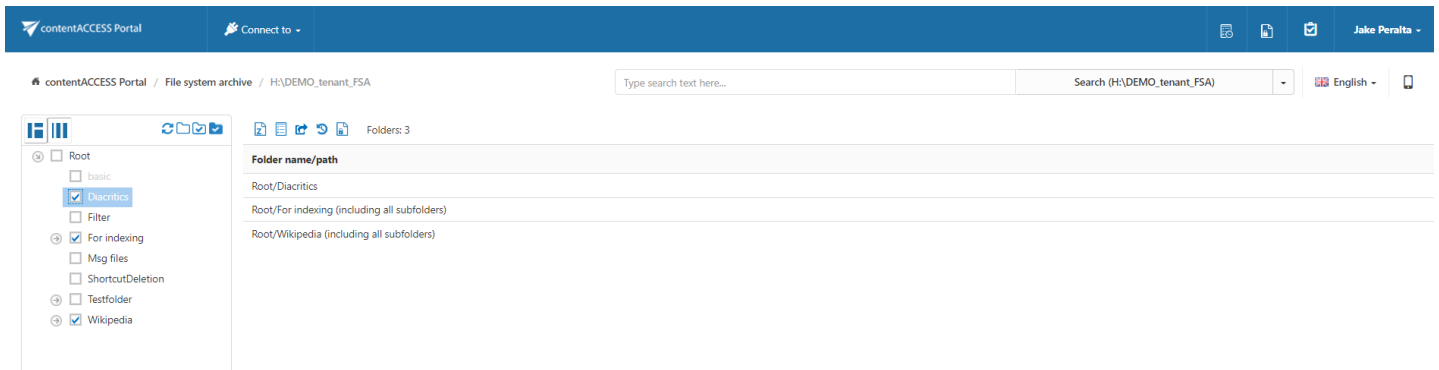 contentACCESS Portal
Connect to
Jake Peralta
contentACCESS Portal / File system archive / H:\DEMO_tenant_FSA
Type search text here...
Search (H:\DEMO_tenant_FSA)
English
Folders: 3
Root
basic
Diacritics
Filter
For indexing
Msg files
ShortcutDeletion
Testfolder
Wikipedia
Folder name/path
Root/Diacritics
Root/For indexing (including all subfolders)
Root/Wikipedia (including all subfolders)